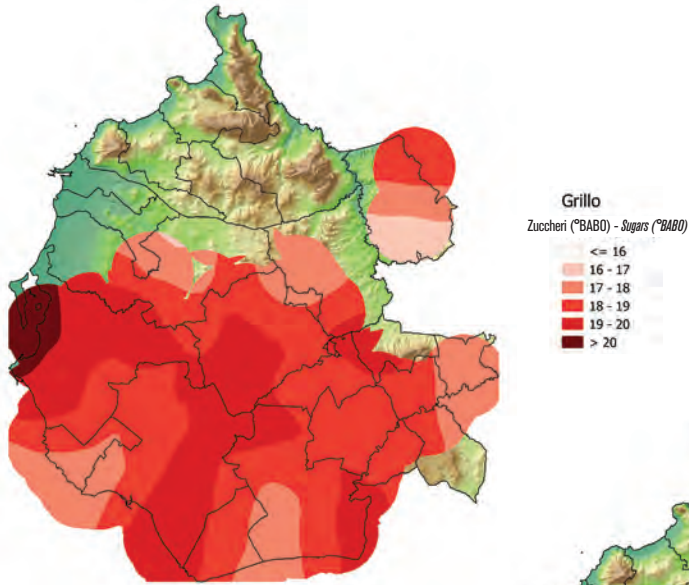 Grillo
Zuccheri (°BABO) - Sugars (°BABO)
<= 16
16 - 17
17 - 18
18 - 19
19 - 20
> 20